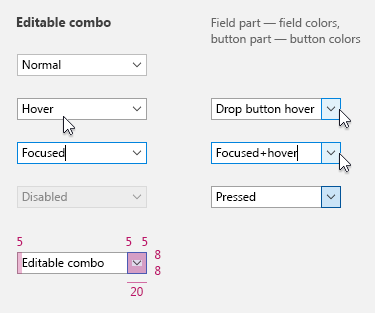 Editable combo
Field part — field colors,
button part — button colors
Normal
Hover
Drop button hover
Focused
Focused+hover
Disabled
Pressed
5
5 5
Editable combo
8
8
20